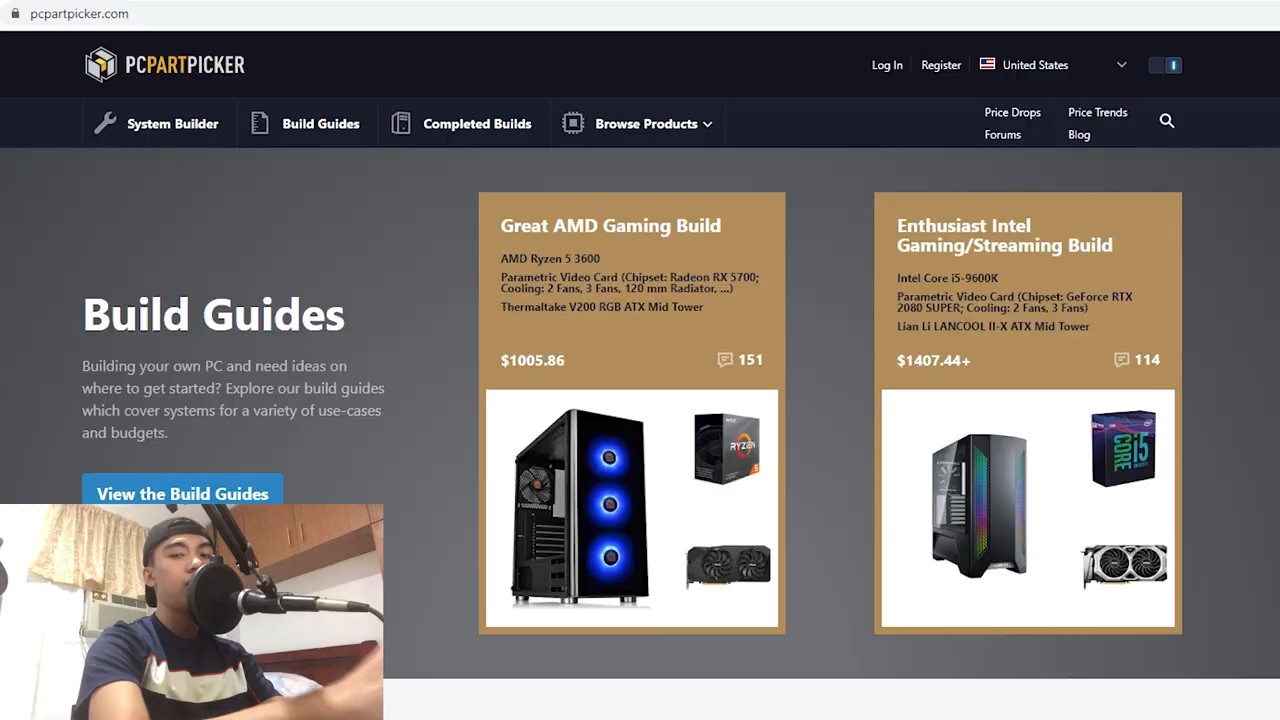 pcpartpicker.com
PCPARTPICKER
Log In
Register
United States
System Builder
Build Guides
Completed Builds
Browse Products
Price Drops
Price Trends
Forums
Blog
Build Guides
Building your own PC and need ideas on
where to get started? Explore our build guides
which cover systems for a variety of use-cases
and budgets.
View the Build Guides
Great AMD Gaming Build
AMD Ryzen 5 3600
Parametric Video Card (Chipset: Radeon RX 5700;
Cooling: 2 Fans, 3 Fans, 120 mm Radiator, ...)
Thermaltake V200 RGB ATX Mid Tower
$1005.86
151
RYZEN
Enthusiast Intel
Gaming/Streaming Build
Intel Core i5-9600K
Parametric Video Card (Chipset: GeForce RTX
2080 SUPER; Cooling: 2 Fans, 3 Fans)
Lian Li LANCOOL II-X ATX Mid Tower
$1407.44+
114
CORE
i5